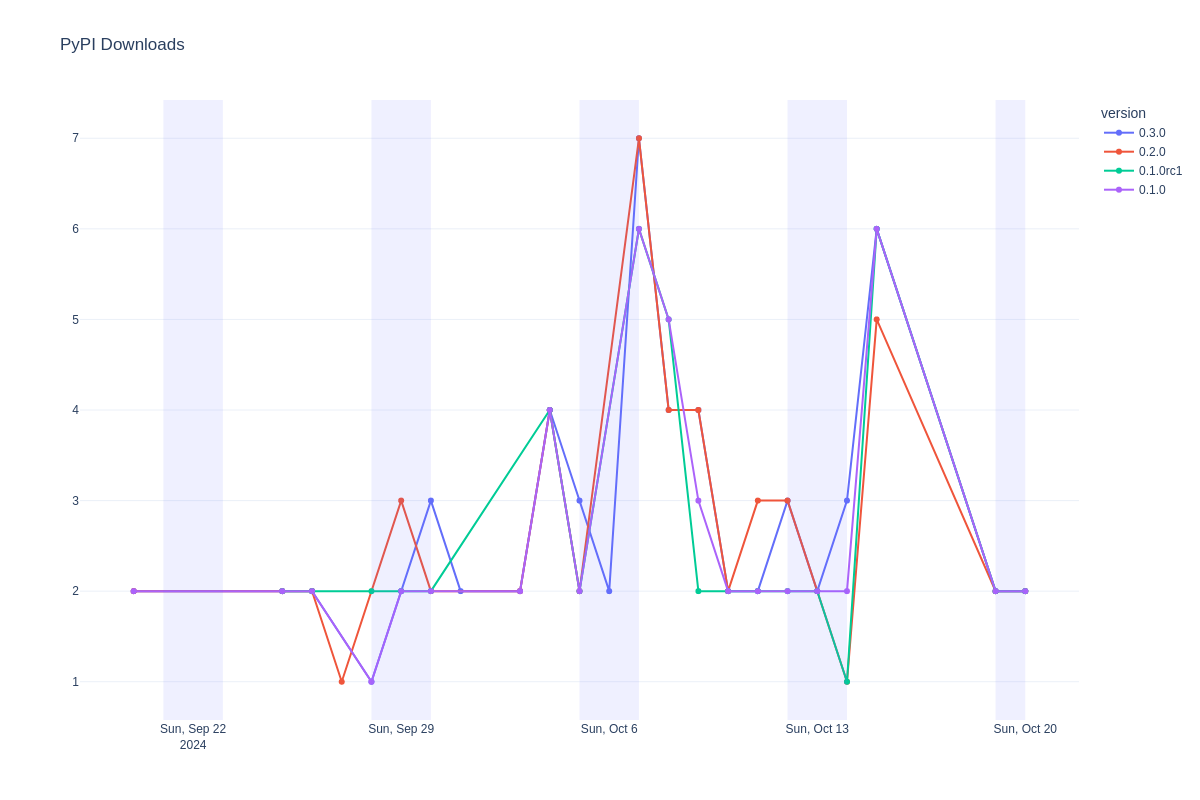 PyPI Downloads
version
0.3.0
0.2.0
0.1.0rc1
0.1.0
7
6
5
4
3
2
1
Sun, Sep 22
2024
Sun, Sep 29
Sun, Oct 6
Sun, Oct 13
Sun, Oct 20